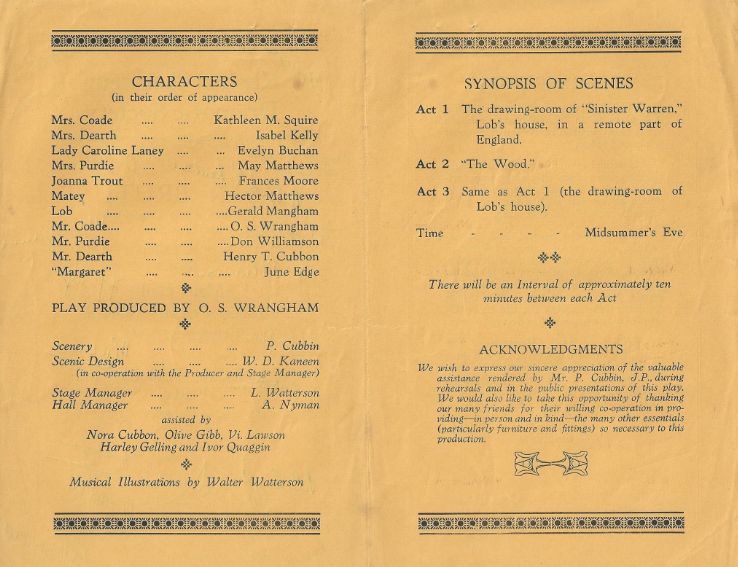 CHARACTERS
(in their order of appearance)
Mrs. Coade .... .... Kathleen M. Squire
Mrs. Dearth .... .... .... Isabel Kelly
Lady Caroline Laney .... ... Evelyn Buchan
Mrs. Purdie .... .... May Matthews
Joanna Trout .... .... .... Frances Moore
Matey .... .... .... Hector Matthews
Lob .... .... .... ....Gerald Mangham
Mr. Coade.... .... .... ....O. S. Wrangham
Mr. Purdie .... .... ....Don Williamson
Mr. Dearth .... .... Henry T. Cubbon
"Margaret" .... .... .... June Edge
PLAY PRODUCED BY O. S. WRANGHAM
Scenery .... .... .... .... P. Cubbin
Scenic Design .... .... .... W. D. Kaneen
(in co-operation with the Producer and Stage Manager)
Stage Manager .... .... .... L. Watterson
Hall Manager .... .... .... A. Nyman
assisted by
Nora Cubbon, Olive Gibb, Vi. Lawson
Harley Gelling and Ivor Quaggin
Musical Illustrations by Walter Watterson
SYNOPSIS OF SCENES
Act 1 The drawing-room of "Sinister Warren,"
Lob's house, in a remote part of
England.
Act 2 "The Wood."
Act 3 Same as Act 1 (the drawing-room of
Lob's house).
Time - - - - Midsummer's Eve
There will be an Interval of approximately ten
minutes between each Act
ACKNOWLEDGMENTS
We wish to express our sincere appreciation of the valuable
assistance rendered by Mr. P. Cubbin, J.P., during
rehearsals and in the public presentations of this play.
We would also like to take this opportunity of thanking
our many friends for their willing co-operation in pro-
viding—in person and in kind—the many other essentials
(particularly furniture and fittings) so necessary to this
production.